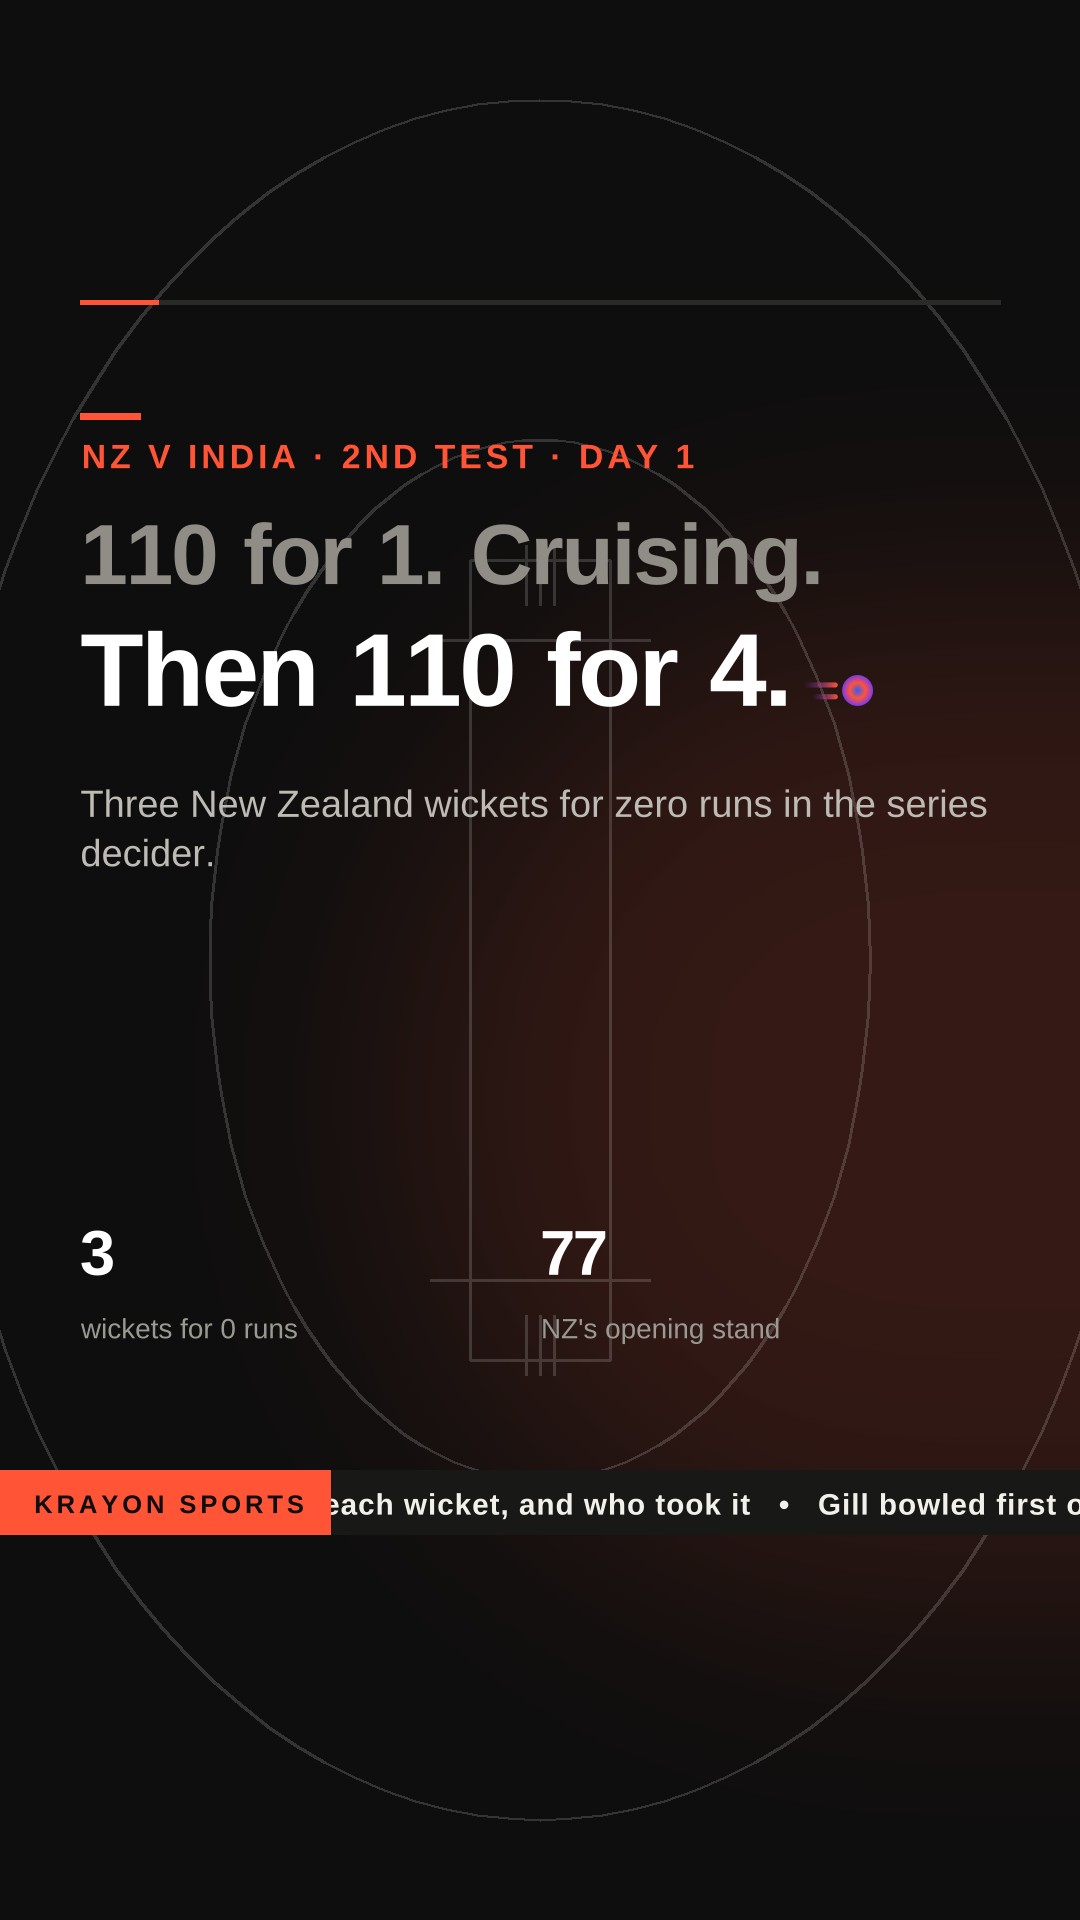 NZ V INDIA · 2ND TEST · DAY 1
110 for 1. Cruising.
Then 110 for 4.
Three New Zealand wickets for zero runs in the series
decider.
3
77
wickets for 0 runs
NZ's opening stand
KRAYON SPORTS
each wicket, and who took it • Gill bowled first